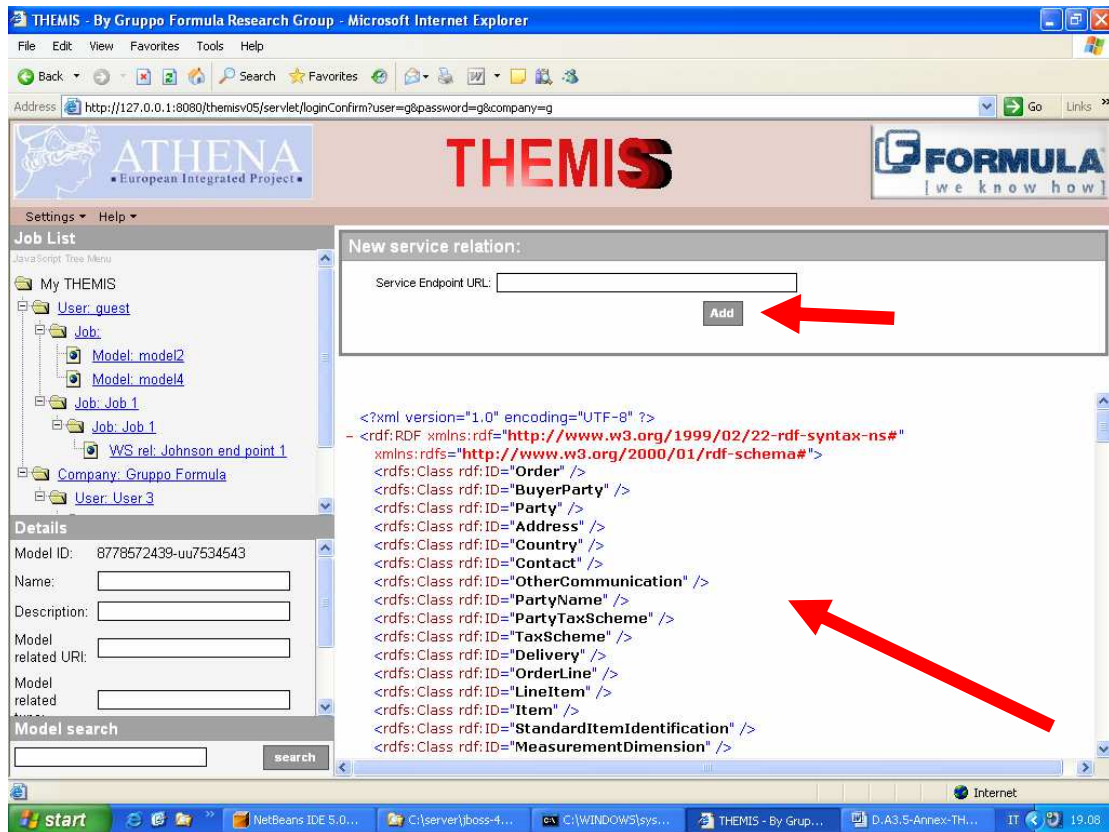 THEMIS - By Gruppo Formula Research Group - Microsoft Internet Explorer
File Edit View Favorites Tools Help
Back Search Favorites
Address http://127.0.0.1:8080/themisv05/servlet/loginConfirm?user=g&password=g&company=g Go Links »
ATHENA
• European Integrated Project •
THEMIS
FORMULA
[we know how]
Settings Help
Job List
JavaScript Tree Menu
My THEMIS
User: guest
Job:
Model: model2
Model: model4
Job: Job 1
Job: Job 1
WS rel: Johnson end point 1
Company: Gruppo Formula
User: User 3
Details
Model ID: 8778572439-uu7534543
Name:
Description:
Model
related URI:
Model
related
Model search
search
New service relation:
Service Endpoint URL:
Add
<?xml version="1.0" encoding="UTF-8" ?>
- <rdf:RDF xmlns:rdf="http://www.w3.org/1999/02/22-rdf-syntax-ns#"
xmlns:rdfs="http://www.w3.org/2000/01/rdf-schema#">
<rdfs:Class rdf:ID="Order" />
<rdfs:Class rdf:ID="BuyerParty" />
<rdfs:Class rdf:ID="Party" />
<rdfs:Class rdf:ID="Address" />
<rdfs:Class rdf:ID="Country" />
<rdfs:Class rdf:ID="Contact" />
<rdfs:Class rdf:ID="OtherCommunication" />
<rdfs:Class rdf:ID="PartyName" />
<rdfs:Class rdf:ID="PartyTaxScheme" />
<rdfs:Class rdf:ID="TaxScheme" />
<rdfs:Class rdf:ID="Delivery" />
<rdfs:Class rdf:ID="OrderLine" />
<rdfs:Class rdf:ID="LineItem" />
<rdfs:Class rdf:ID="Item" />
<rdfs:Class rdf:ID="StandardItemIdentification" />
<rdfs:Class rdf:ID="MeasurementDimension" />
Internet
start » NetBeans IDE 5.0... C:\server\jboss-4... C:\WINDOWS\sys... THEMIS - By Grup... D.A3.5-Annex-TH... IT 19.08